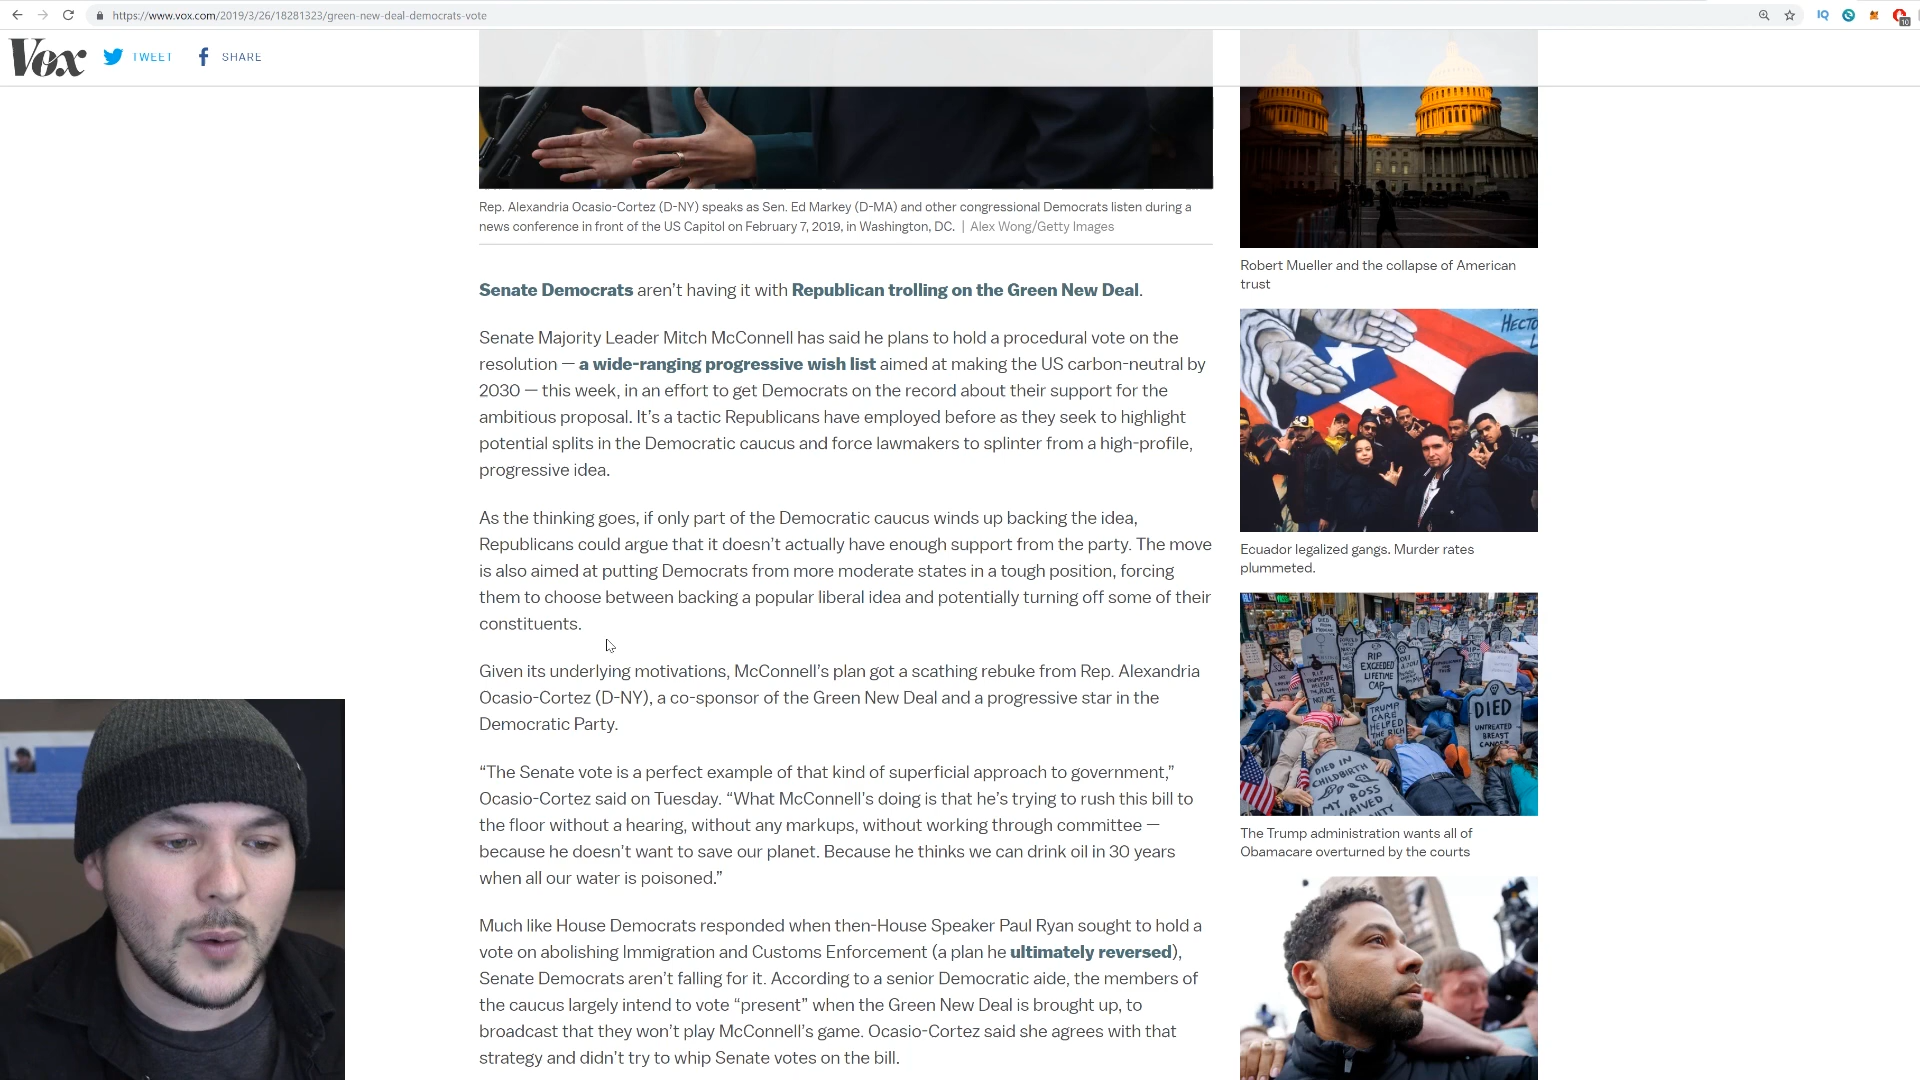 https://www.vox.com/2019/3/26/18281323/green-new-deal-democrats-vote
IQ
10
Vox
TWEET
SHARE
Rep. Alexandria Ocasio-Cortez (D-NY) speaks as Sen. Ed Markey (D-MA) and other congressional Democrats listen during a
news conference in front of the US Capitol on February 7, 2019, in Washington, DC. | Alex Wong/Getty Images
Senate Democrats aren't having it with Republican trolling on the Green New Deal.
Senate Majority Leader Mitch McConnell has said he plans to hold a procedural vote on the
resolution — a wide-ranging progressive wish list aimed at making the US carbon-neutral by
2030 — this week, in an effort to get Democrats on the record about their support for the
ambitious proposal. It's a tactic Republicans have employed before as they seek to highlight
potential splits in the Democratic caucus and force lawmakers to splinter from a high-profile,
progressive idea.
As the thinking goes, if only part of the Democratic caucus winds up backing the idea,
Republicans could argue that it doesn't actually have enough support from the party. The move
is also aimed at putting Democrats from more moderate states in a tough position, forcing
them to choose between backing a popular liberal idea and potentially turning off some of their
constituents.
Given its underlying motivations, McConnell's plan got a scathing rebuke from Rep. Alexandria
Ocasio-Cortez (D-NY), a co-sponsor of the Green New Deal and a progressive star in the
Democratic Party.
“The Senate vote is a perfect example of that kind of superficial approach to government,”
Ocasio-Cortez said on Tuesday. “What McConnell's doing is that he's trying to rush this bill to
the floor without a hearing, without any markups, without working through committee —
because he doesn't want to save our planet. Because he thinks we can drink oil in 30 years
when all our water is poisoned.”
Much like House Democrats responded when then-House Speaker Paul Ryan sought to hold a
vote on abolishing Immigration and Customs Enforcement (a plan he ultimately reversed),
Senate Democrats aren't falling for it. According to a senior Democratic aide, the members of
the caucus largely intend to vote “present” when the Green New Deal is brought up, to
broadcast that they won't play McConnell's game. Ocasio-Cortez said she agrees with that
strategy and didn't try to whip Senate votes on the bill.
Robert Mueller and the collapse of American
trust
HECTO
Ecuador legalized gangs. Murder rates
plummeted.
RIP
EXCEEDED
LIFETIME
CAP
TRUMP
CARE
HELPED
THE RICH
DIED
UNTREATED
BREAST
CANCER
DIED IN
CHILDBIRTH
MY BOSS
WAIVED
The Trump administration wants all of
Obamacare overturned by the courts